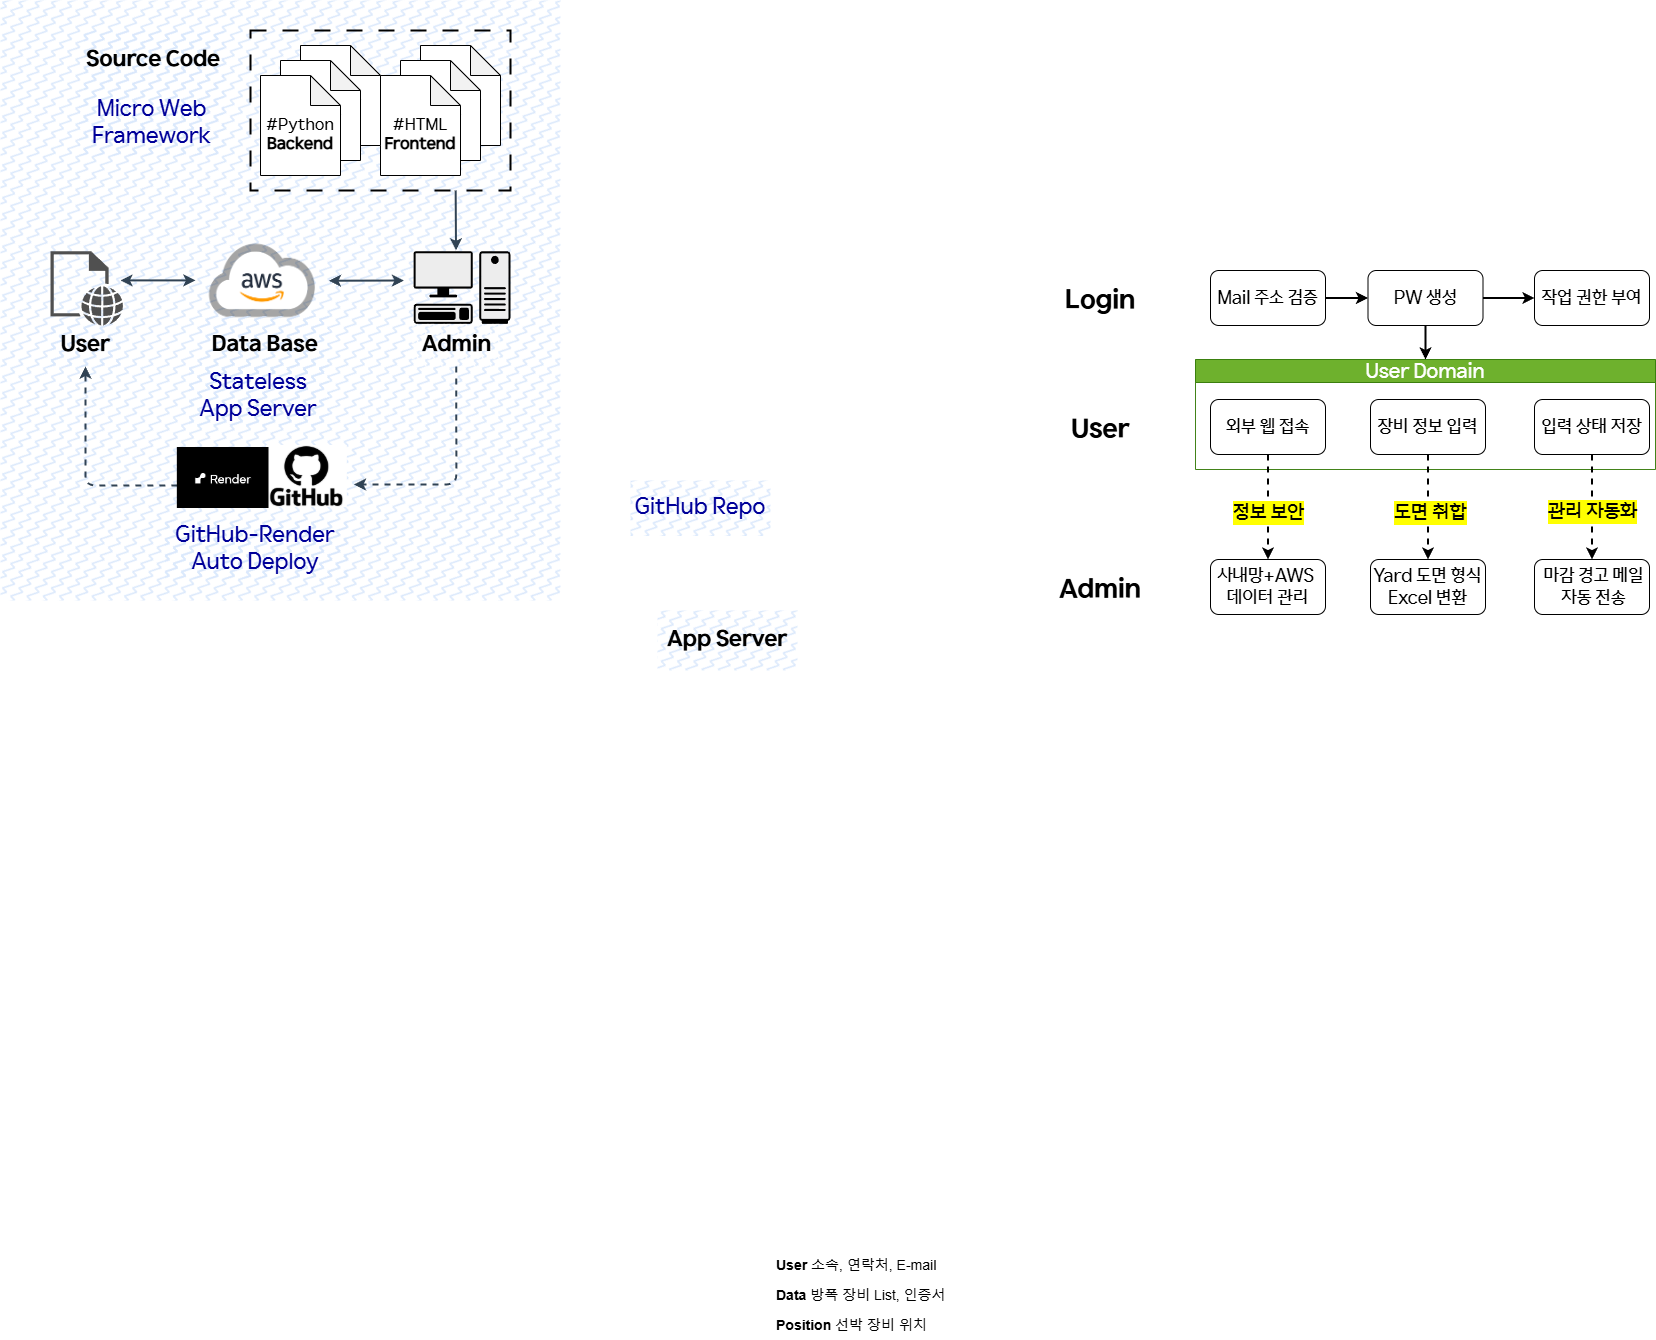 Source Code
Micro Web
Framework
#Python
Backend
#HTML
Frontend
aws
User
Data Base
Admin
Stateless
App Server
Render
GitHub
GitHub-Render
Auto Deploy
GitHub Repo
App Server
Login
Mail 주소 검증
PW 생성
작업 권한 부여
User Domain
User
외부 웹 접속
장비 정보 입력
입력 상태 저장
정보 보안
도면 취합
관리 자동화
Admin
사내망+AWS
데이터 관리
Yard 도면 형식
Excel 변환
마감 경고 메일
자동 전송
User 소속, 연락처, E-mail
Data 방폭 장비 List, 인증서
Position 선박 장비 위치